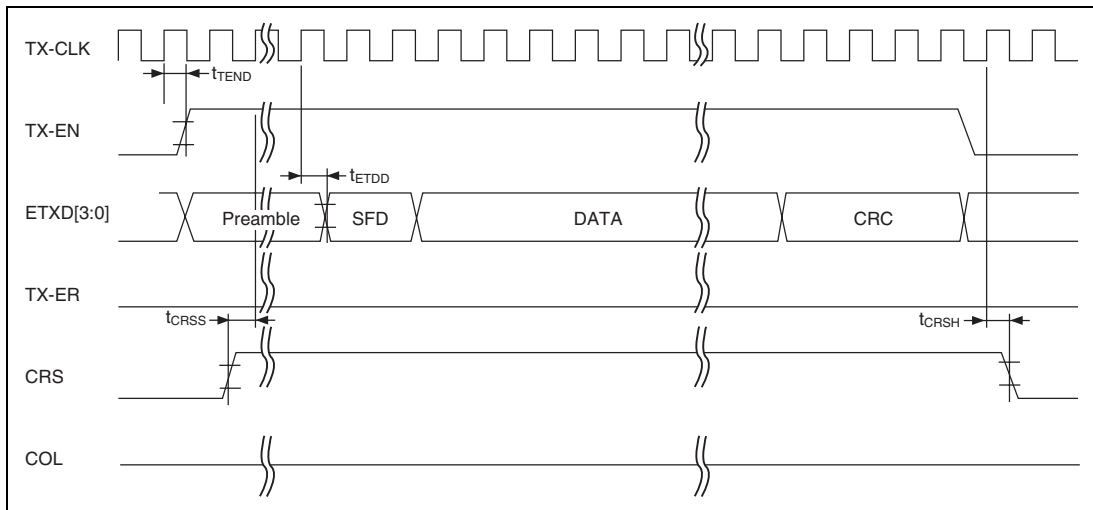 TX-CLK
tTEND
TX-EN
tETDD
ETXD[3:0]
Preamble SFD DATA CRC
TX-ER
tCRSS tCRSH
CRS
COL